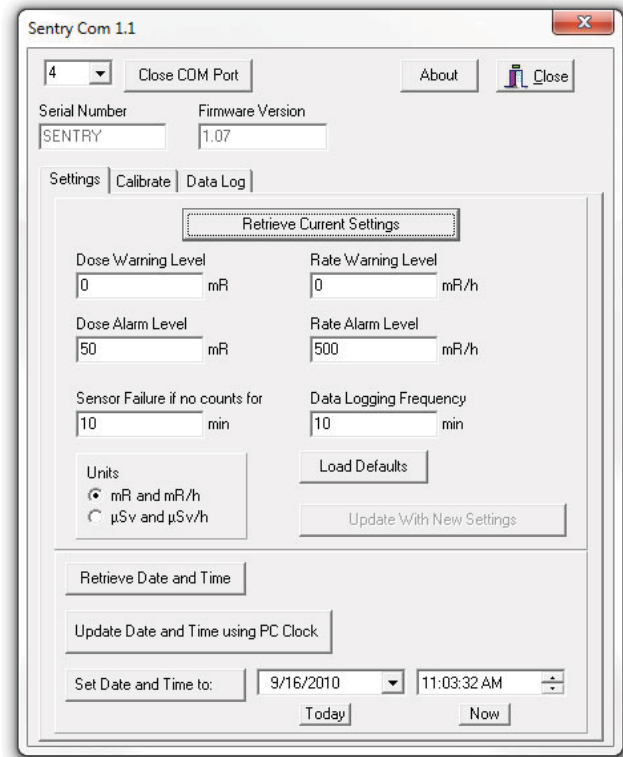 Sentry Com 1.1
4 Close COM Port About Close
Serial Number Firmware Version
SENTRY 1.07
Settings Calibrate Data Log
Retrieve Current Settings
Dose Warning Level Rate Warning Level
0 mR 0 mR/h
Dose Alarm Level Rate Alarm Level
50 mR 500 mR/h
Sensor Failure if no counts for Data Logging Frequency
10 min 10 min
Units Load Defaults
mR and mR/h
µSv and µSv/h Update With New Settings
Retrieve Date and Time
Update Date and Time using PC Clock
Set Date and Time to: 9/16/2010 11:03:32 AM
Today Now